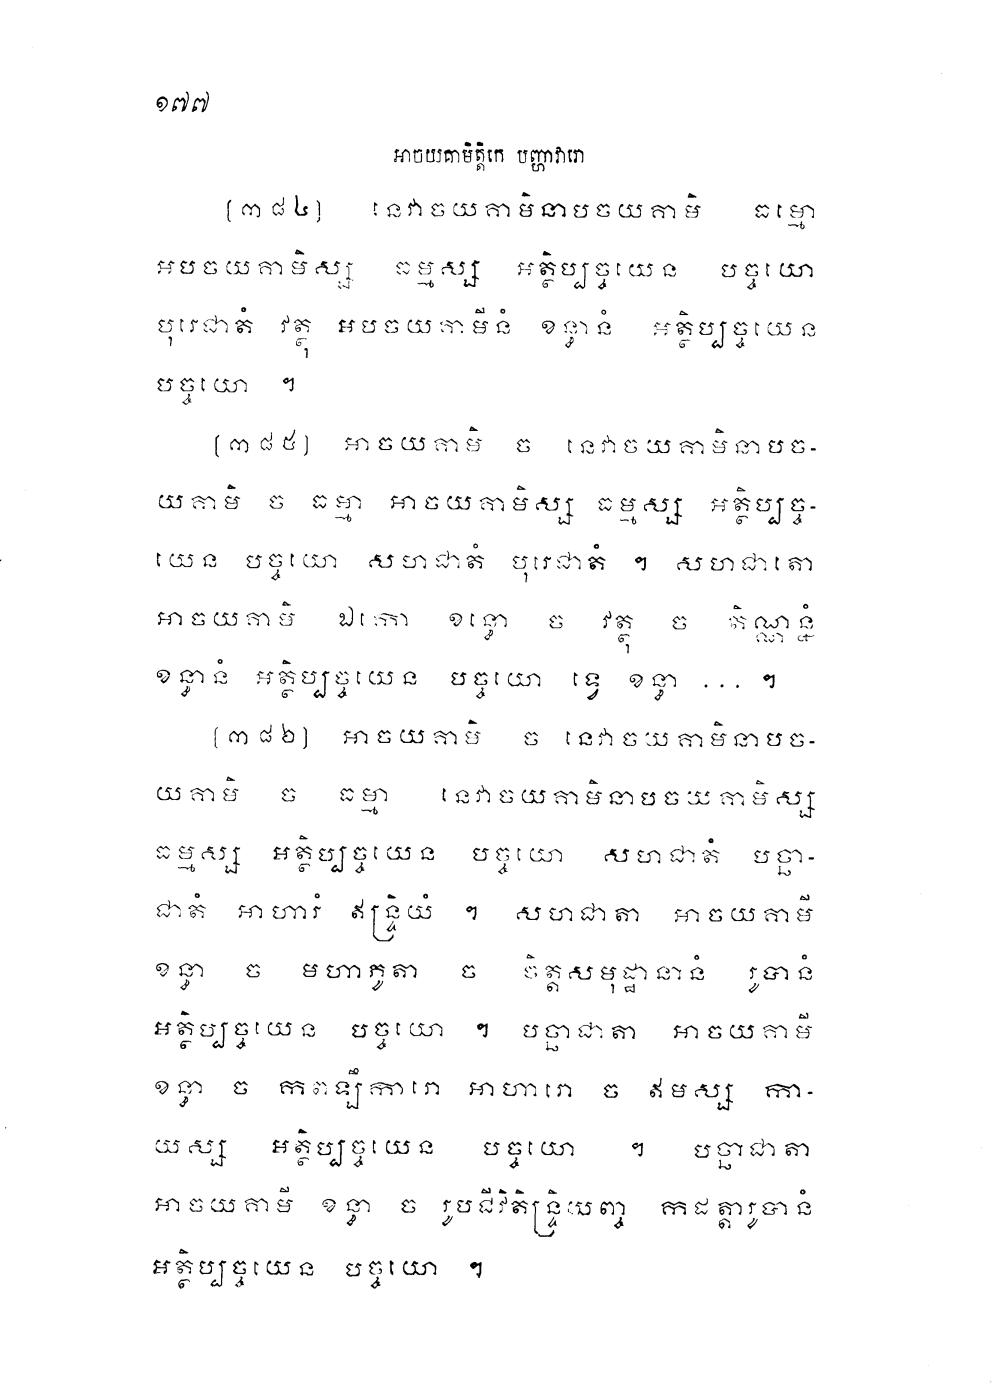 ១៧៧
អាចយគាមិត្តិកេ បញ្ហាវារោ
[៣៨៤] នេវាចយគាមិនាបចយគាមិ ធម្មោ
អបចយគាមិស្ស ធម្មស្ស អត្ថិប្បច្ចយេន បច្ចយោ
បុរេជាតំ វត្ថុ អបចយគាមីនំ ខន្ធានំ អត្ថិប្បច្ចយេន
បច្ចយោ ។
[៣៨៥] អាចយគាមិ ច នេវាចយគាមិនាបច-
យគាមិ ច ធម្មា អាចយគាមិស្ស ធម្មស្ស អត្ថិប្បច្ច-
យេន បច្ចយោ សហជាតំ បុរេជាតំ ។ សហជាតោ
អាចយគាមិ ឯកោ ខន្ធោ ច វត្ថុ ច តិណ្ណន្នំ
ខន្ធានំ អត្ថិប្បច្ចយេន បច្ចយោ ទ្វេ ខន្ធា ... ។
[៣៨៦] អាចយគាមិ ច នេវាចយគាមិនាបច-
យគាមិ ច ធម្មា នេវាចយគាមិនាបចយគាមិស្ស
ធម្មស្ស អត្ថិប្បច្ចយេន បច្ចយោ សហជាតំ បច្ឆា-
ជាតំ អាហារំ ឥន្ទ្រិយំ ។ សហជាតា អាចយគាមី
ខន្ធា ច មហាភូតា ច ចិត្តសមុដ្ឋានានំ រូបានំ
អត្ថិប្បច្ចយេន បច្ចយោ ។ បច្ឆាជាតា អាចយគាមី
ខន្ធា ច កពឡីការោ អាហារោ ច ឥមស្ស កា-
យស្ស អត្ថិប្បច្ចយេន បច្ចយោ ។ បច្ឆាជាតា
អាចយគាមី ខន្ធា ច រូបជីវិតិន្ទ្រិយញ្ច កដត្តារូបានំ
អត្ថិប្បច្ចយេន បច្ចយោ ។